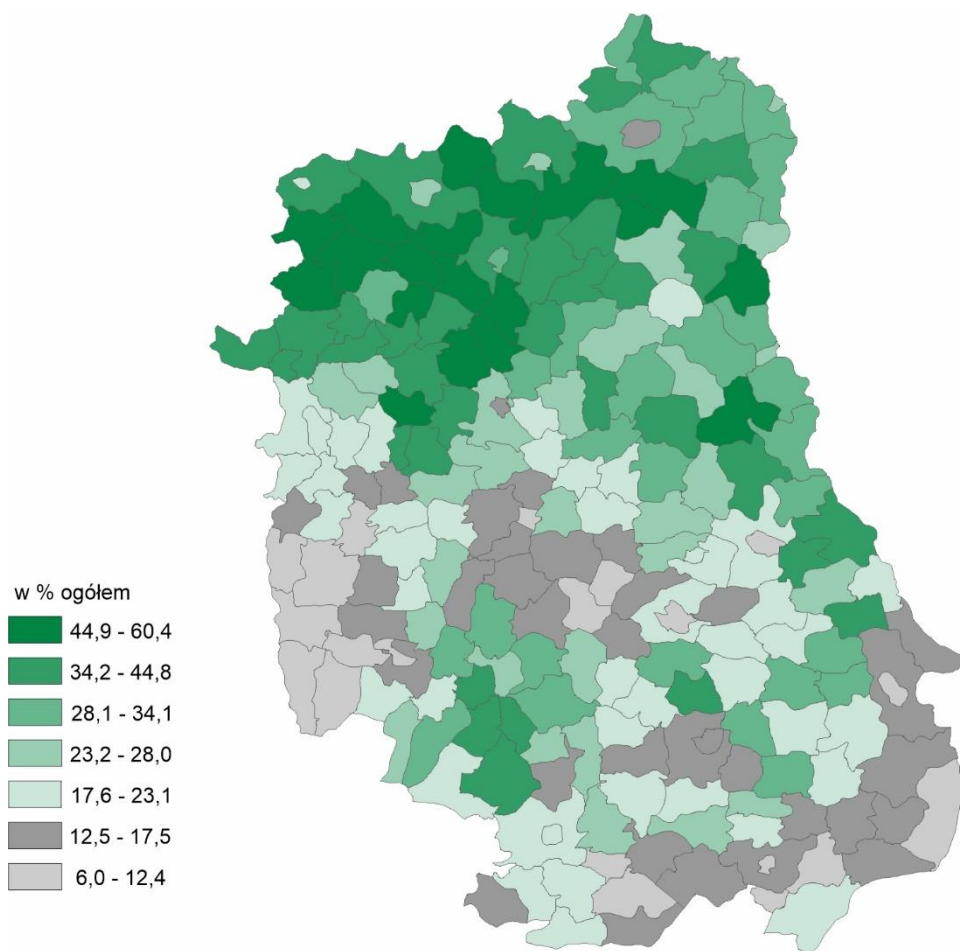 w % ogółem
44,9 - 60,4
34,2 - 44,8
28,1 - 34,1
23,2 - 28,0
17,6 - 23,1
12,5 - 17,5
6,0 - 12,4